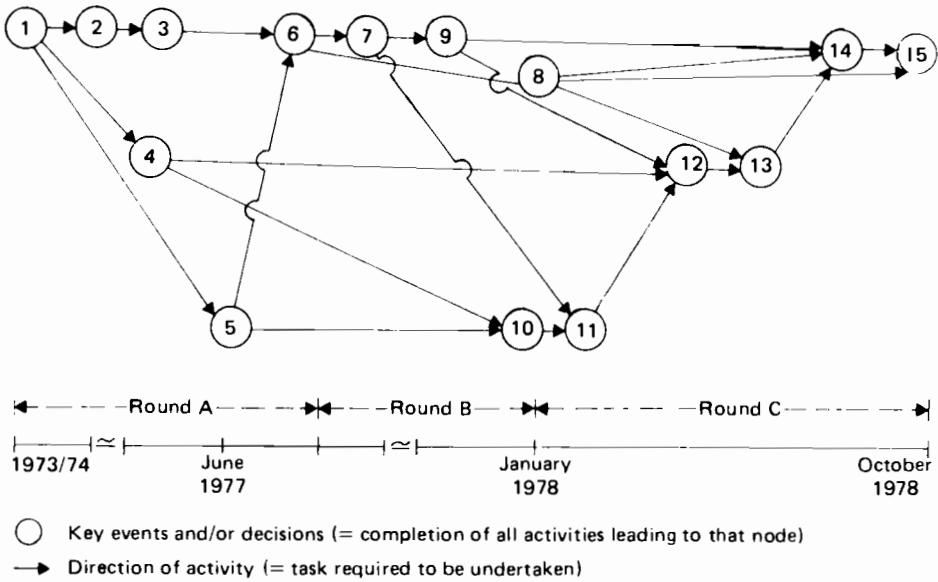 1 2 3 6 7 9 14 15
8
4 12 13
5 10 11
Round A Round B Round C
1973/74 June January October
1977 1978 1978
Key events and/or decisions (= completion of all activities leading to that node)
Direction of activity (= task required to be undertaken)